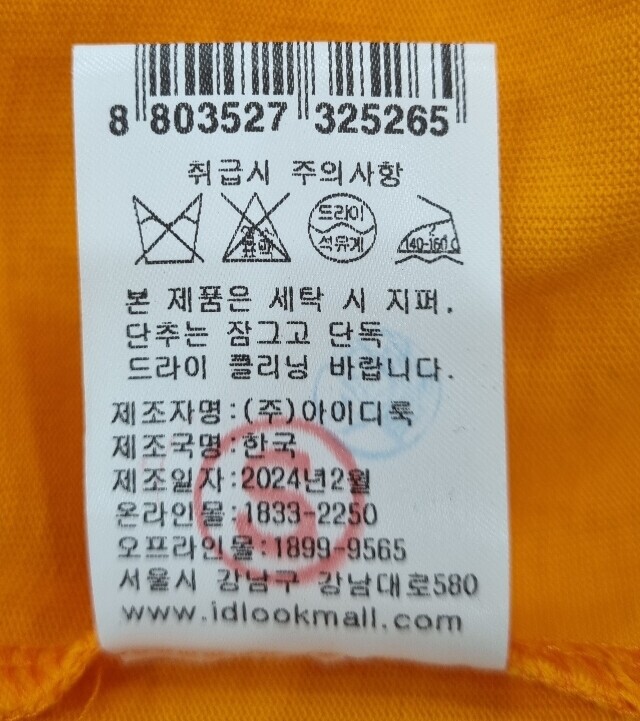 8 803527 325265
취급시 주의사항
표백 드라이 석유계 140-160℃
본 제품은 세탁 시 지퍼,
단추는 잠그고 단독
드라이 클리닝 바랍니다.
제조자명:(주)아이디룩
제조국명:한국
제조일자:2024년2월
온라인몰:1833-2250
오프라인몰:1899-9565
서울시 강남구 강남대로580
www.idlookmall.com
S